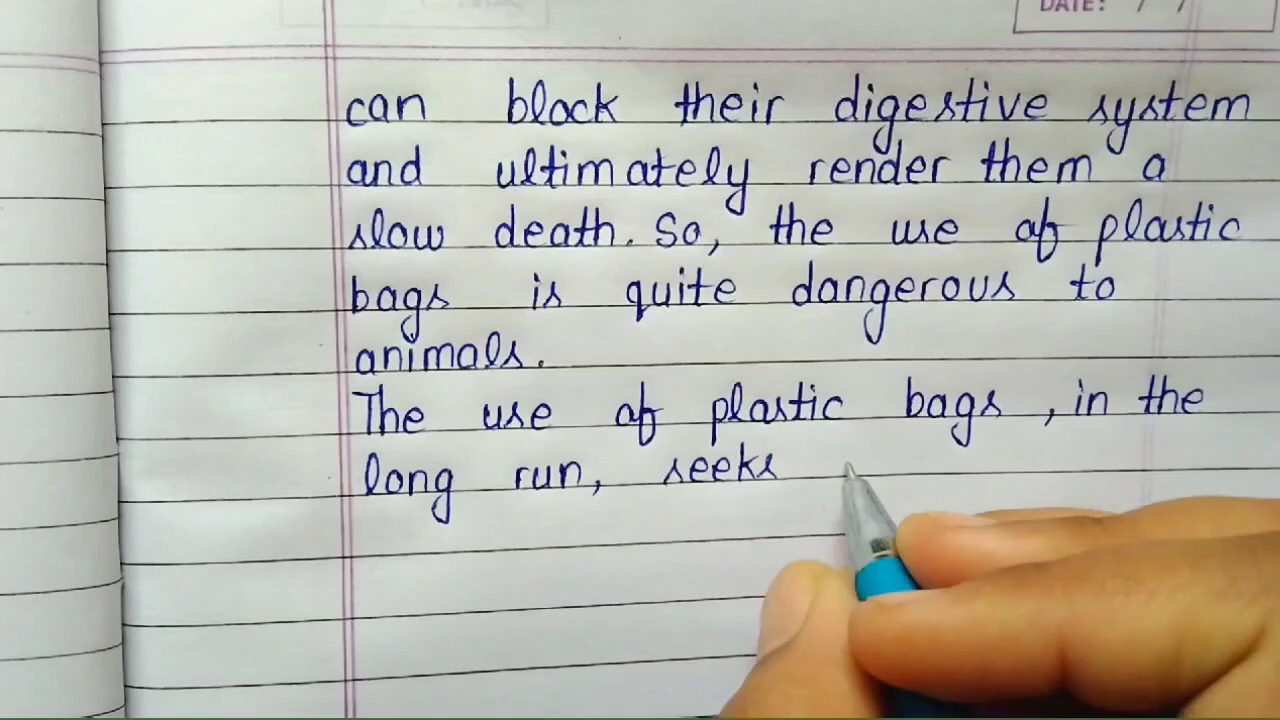 DATE: / /
can block their digestive system
and ultimately render them a
slow death. So, the use of plastic
bags is quite dangerous to
animals.
The use of plastic bags , in the
long run, seeks